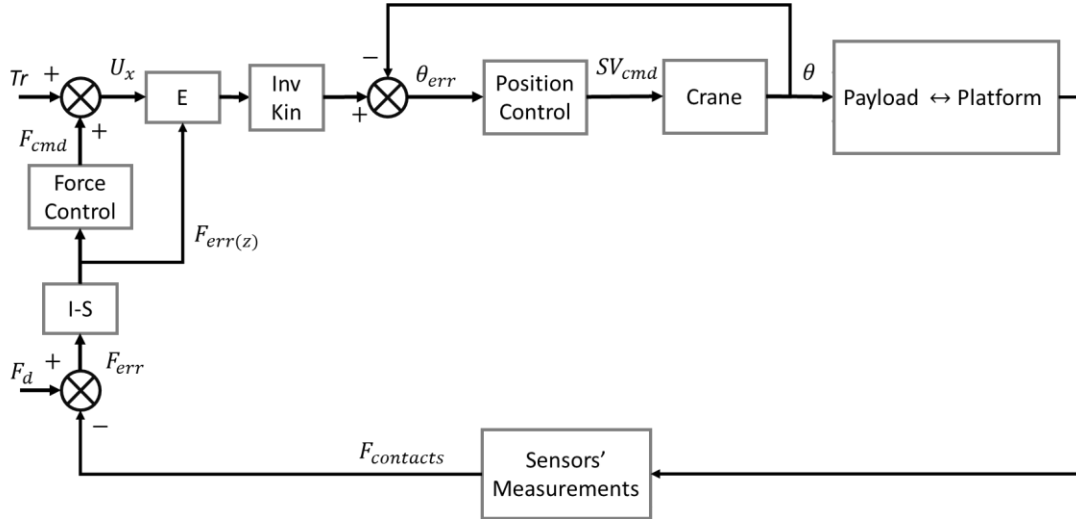 Tr
+
U_x
E
Inv
Kin
−
+
θ_err
Position
Control
SV_cmd
Crane
θ
Payload ↔ Platform
+
F_cmd
Force
Control
F_err(z)
I-S
+
F_err
F_d
−
F_contacts
Sensors’
Measurements